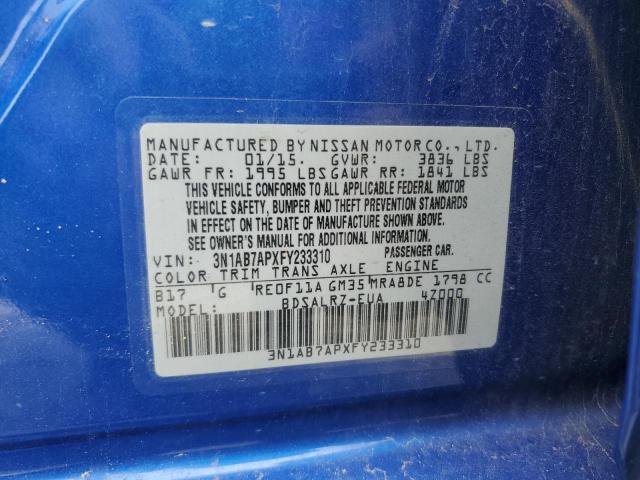 MANUFACTURED BY NISSAN MOTOR CO., LTD.
DATE: 01/15. GVWR: 3836 LBS
GAWR FR: 1995 LBS GAWR RR: 1841 LBS
THIS VEHICLE CONFORMS TO ALL APPLICABLE FEDERAL MOTOR
VEHICLE SAFETY, BUMPER AND THEFT PREVENTION STANDARDS
IN EFFECT ON THE DATE OF MANUFACTURE SHOWN ABOVE.
SEE OWNER'S MANUAL FOR ADDITIONAL INFORMATION.
VIN: 3N1AB7APXFY233310 PASSENGER CAR.
COLOR TRIM TRANS AXLE ENGINE
B17 'G 'RE0F11A GM35 MRA8DE 1798 CC
MODEL: BDSALRZ-EUA 4Z000
3N1AB7APXFY233310